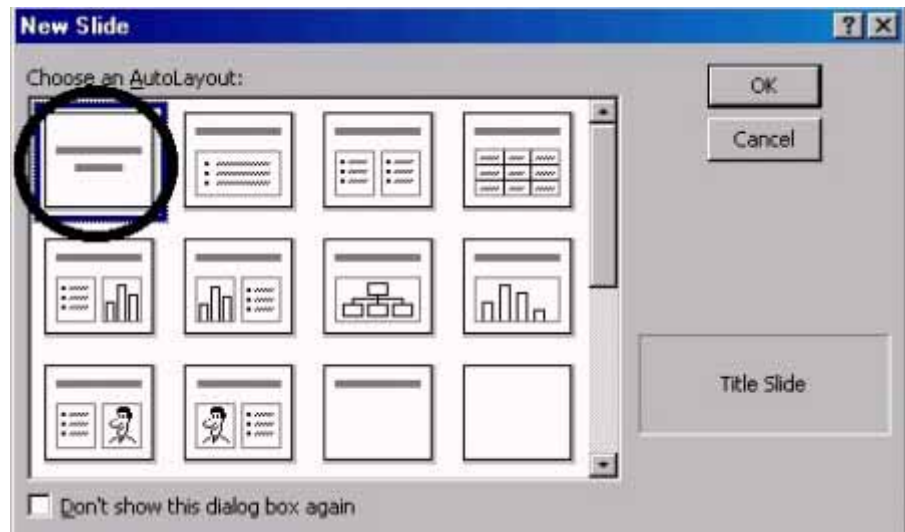 New Slide
Choose an AutoLayout:
OK
Cancel
Title Slide
Don't show this dialog box again